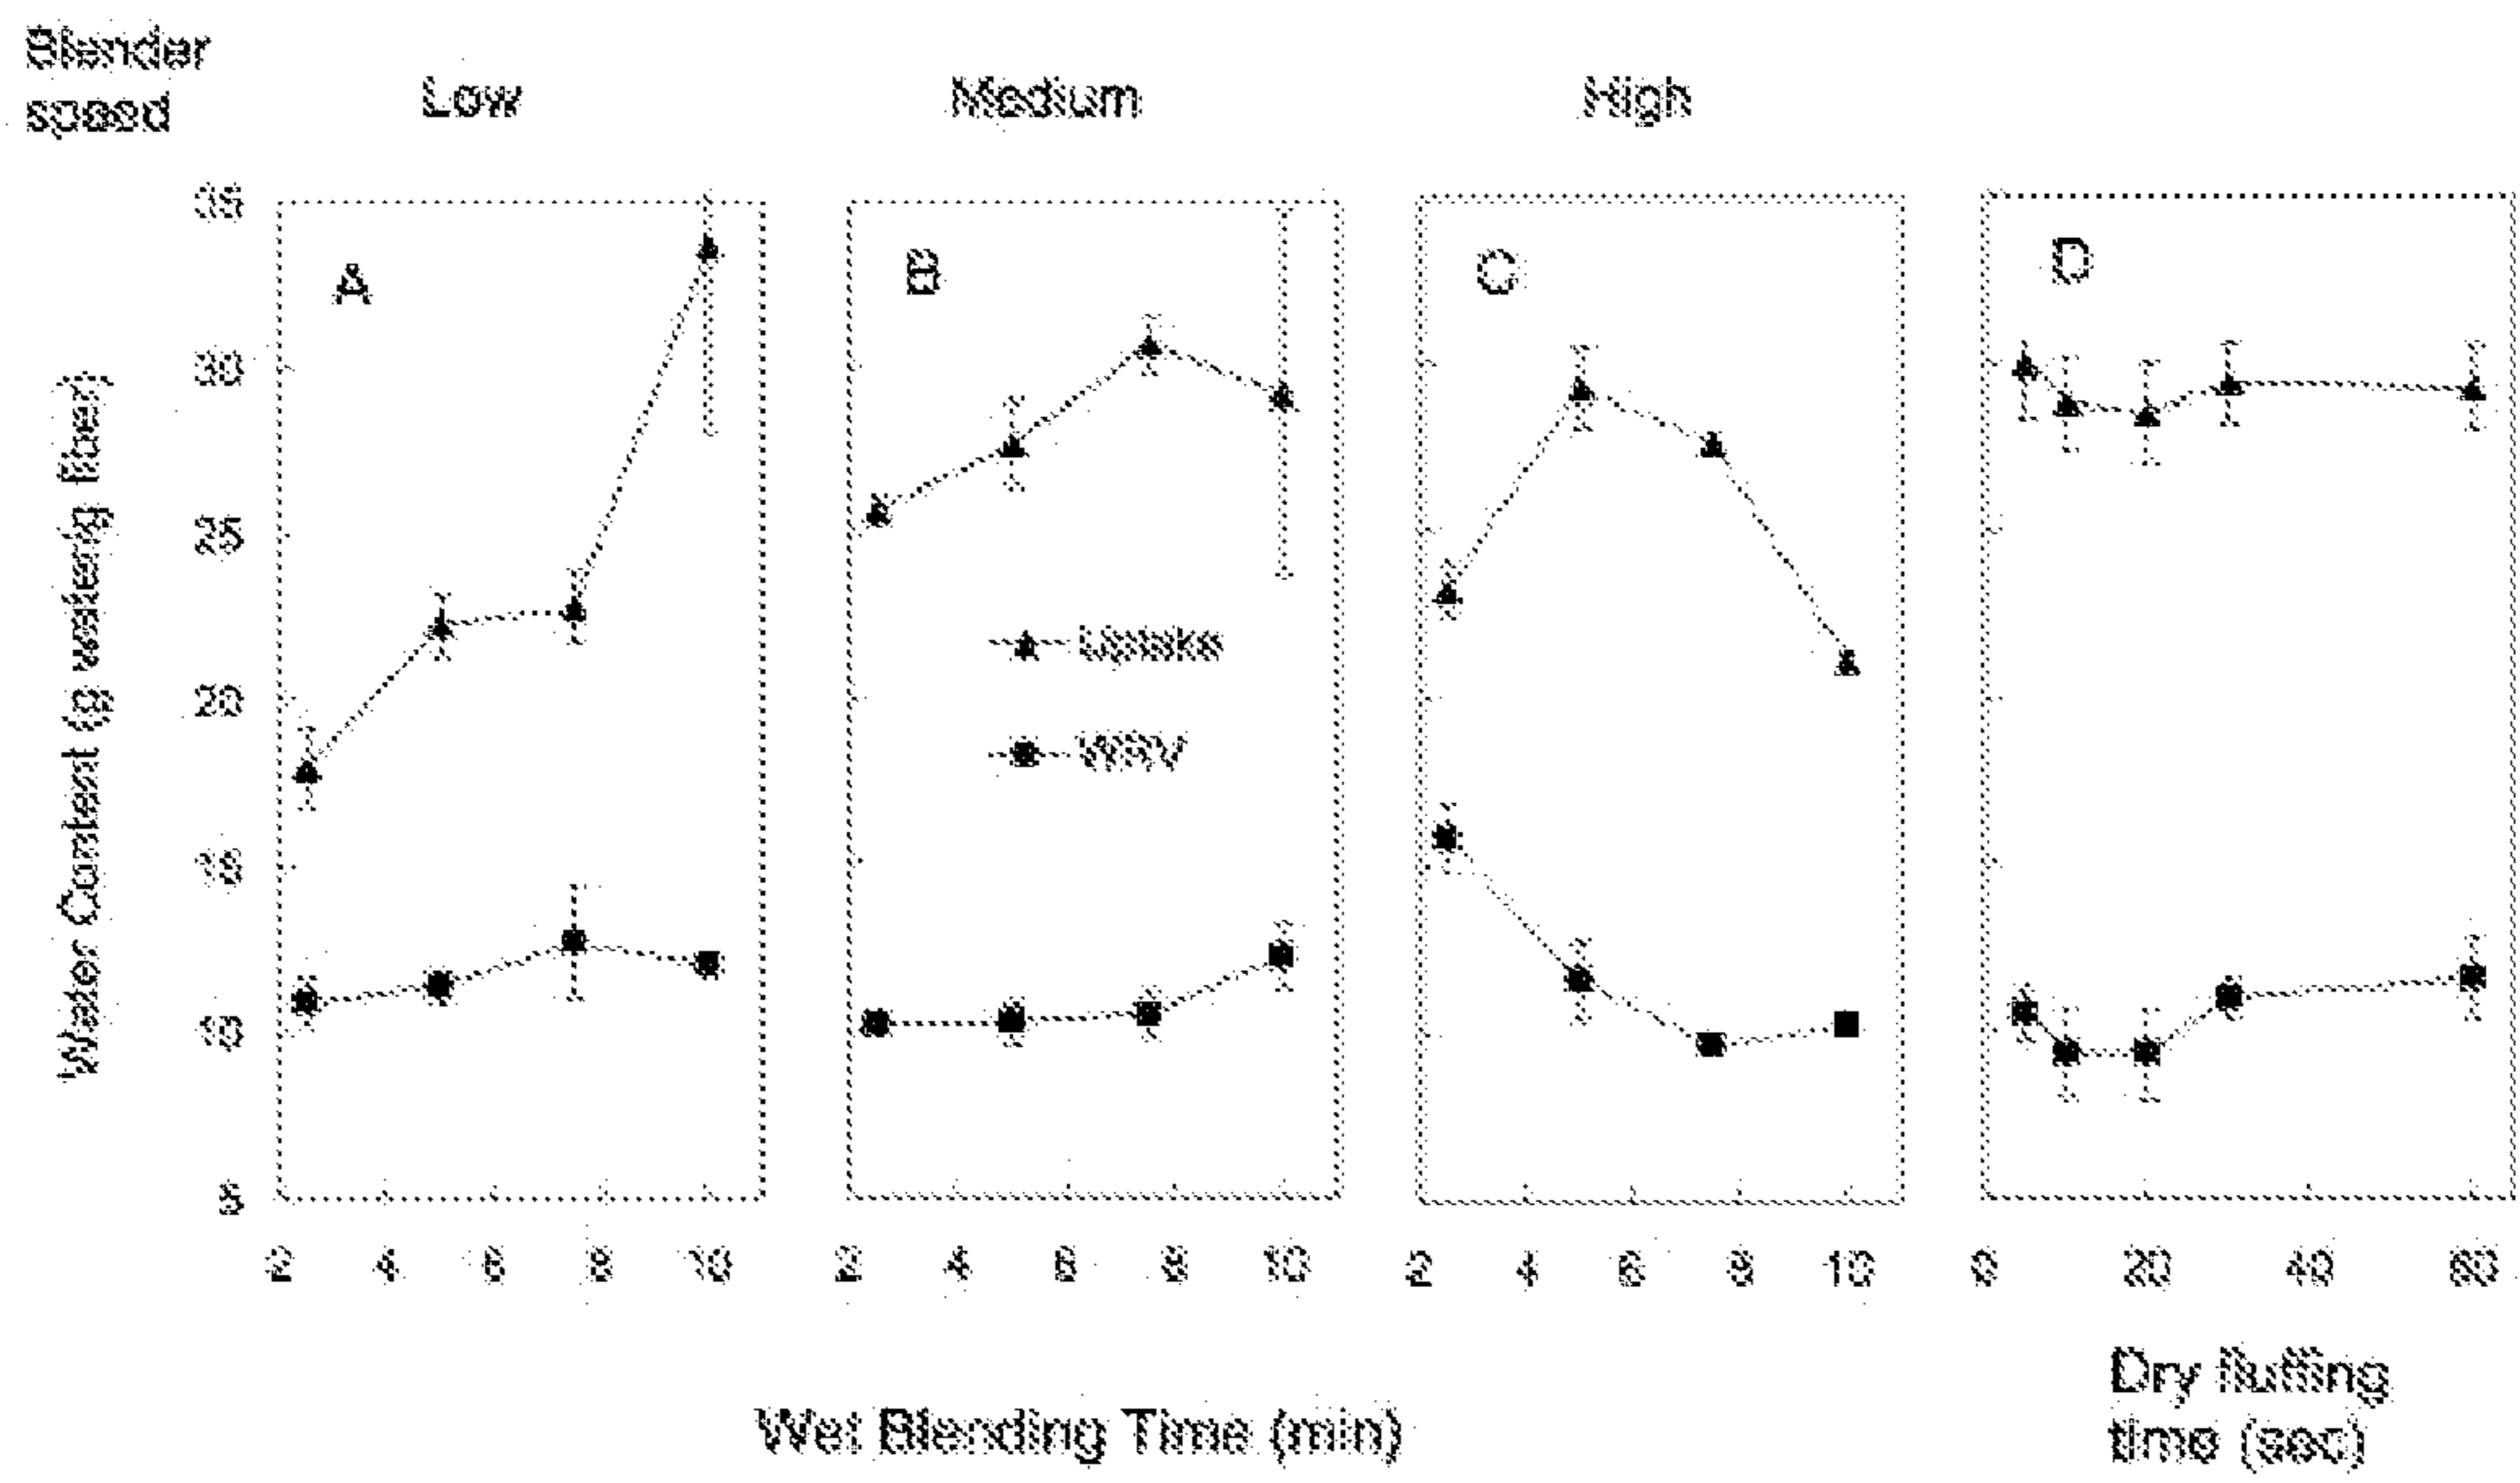 Blender
speed
Low Medium High
35
30
25
20
15
10
5
A B C D
Uptake
WRV
Water Content (g water/g fiber)
2 4 6 8 10 2 4 6 8 10 2 4 6 8 10 0 20 40 60
Wet Blending Time (min)
Dry fluffing
time (sec)